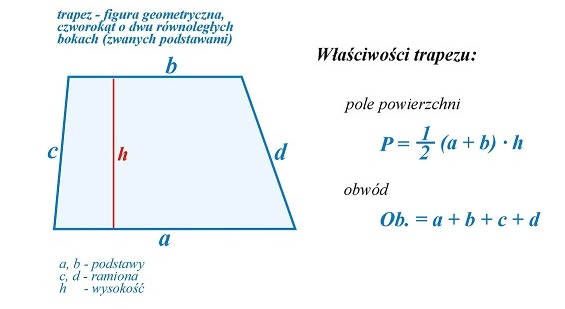 trapez - figura geometryczna,
czworokąt o dwu równoległych
bokach (zwanych podstawami)
b
c
h
d
a
a, b - podstawy
c, d - ramiona
h - wysokość
Właściwości trapezu:
pole powierzchni
P = 1/2 (a + b) · h
obwód
Ob. = a + b + c + d